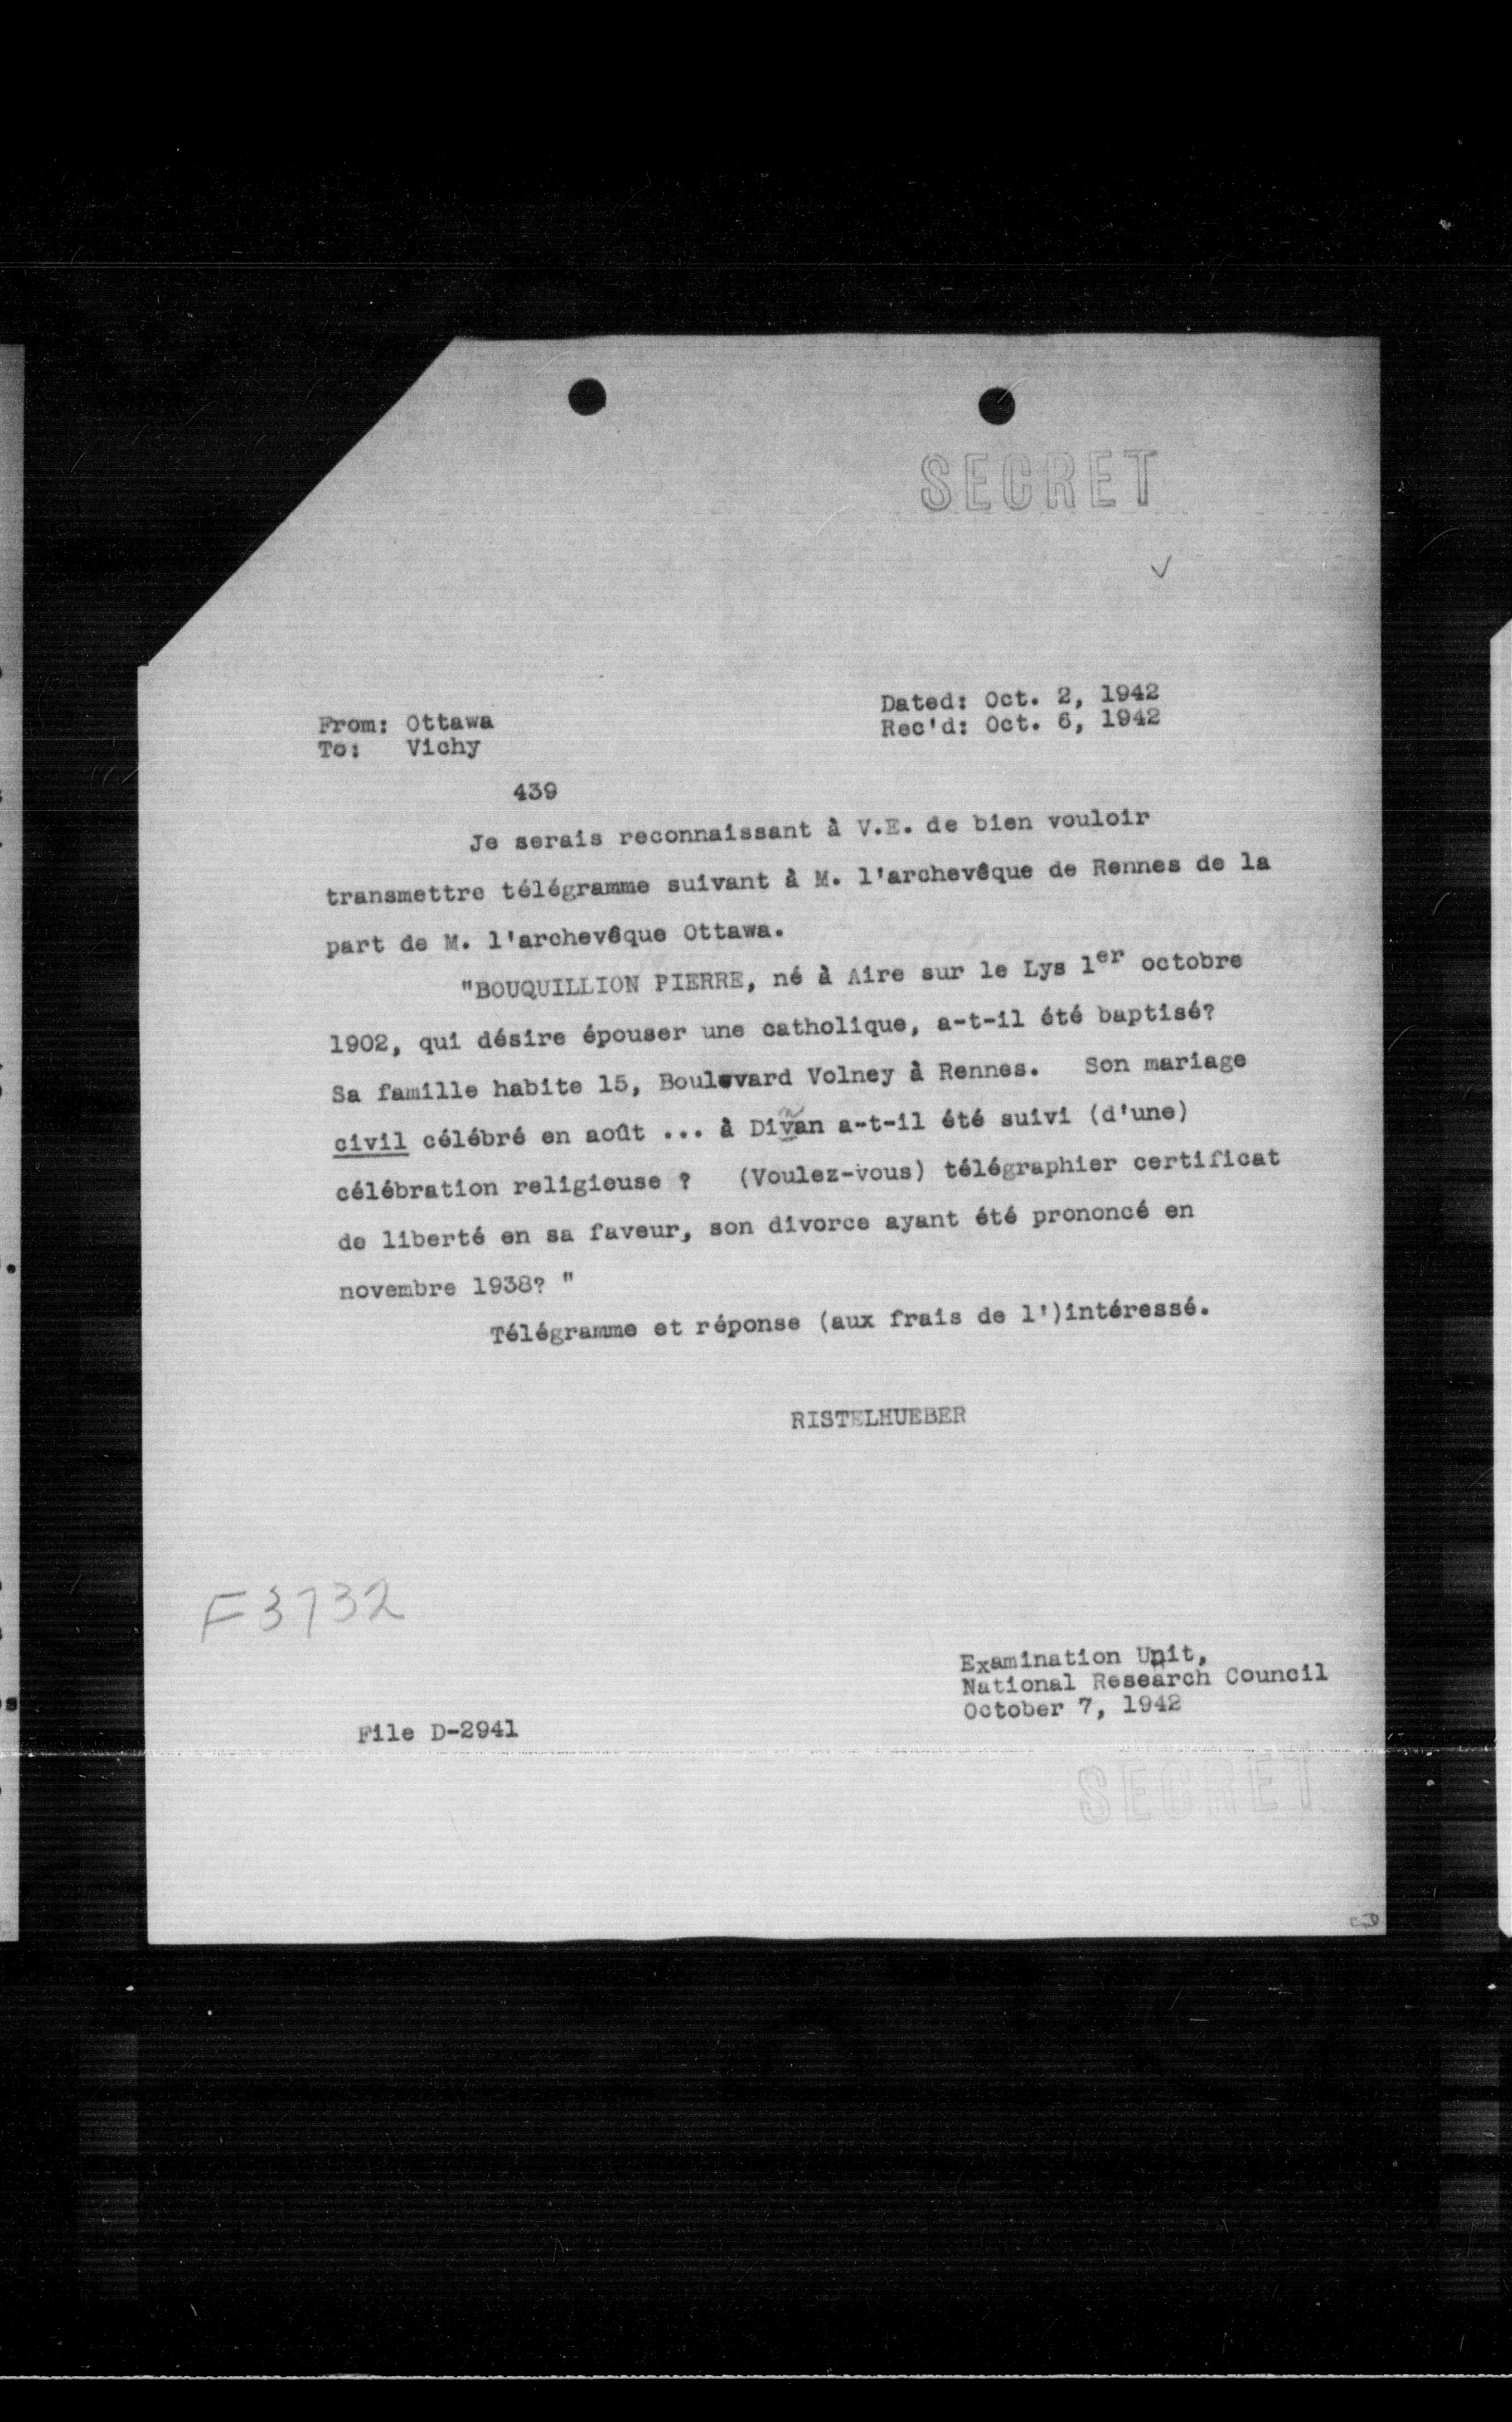 SECRET
From: Ottawa
To: Vichy
Dated: Oct. 2, 1942
Rec'd: Oct. 6, 1942
439
Je serais reconnaissant à V.E. de bien vouloir
transmettre télégramme suivant à M. l'archevêque de Rennes de la
part de M. l'archevêque Ottawa.
"BOUQUILLION PIERRE, né à Aire sur le Lys 1er octobre
1902, qui désire épouser une catholique, a-t-il été baptisé?
Sa famille habite 15, Boulevard Volney à Rennes. Son mariage
civil célébré en août ... à Divan a-t-il été suivi (d'une)
célébration religieuse ? (Voulez-vous) télégraphier certificat
de liberté en sa faveur, son divorce ayant été prononcé en
novembre 1938? "
Télégramme et réponse (aux frais de l')intéressé.
RISTELHUEBER
F3732
Examination Unit,
National Research Council
October 7, 1942
File D-2941
SECRET